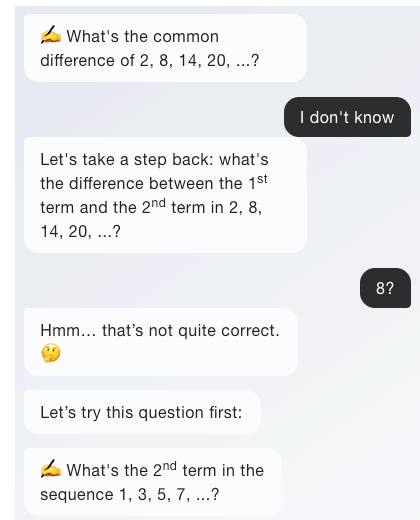 ✍️ What's the common
difference of 2, 8, 14, 20, ...?
I don't know
Let's take a step back: what's
the difference between the 1st
term and the 2nd term in 2, 8,
14, 20, ...?
8?
Hmm… that’s not quite correct.
🤔
Let’s try this question first:
✍️ What's the 2nd term in the
sequence 1, 3, 5, 7, ...?